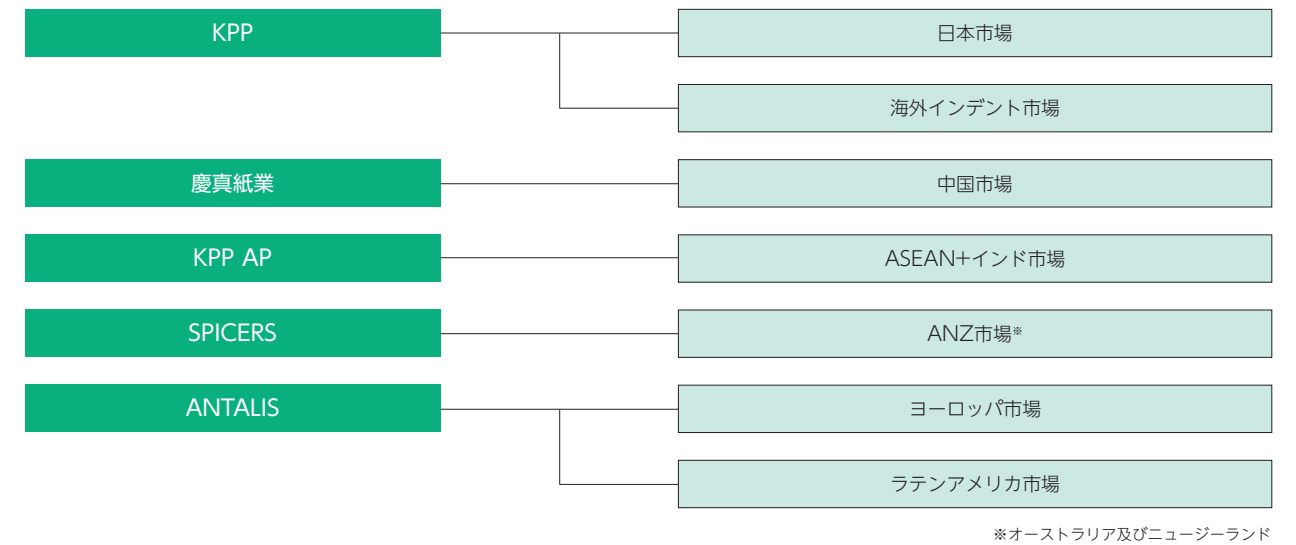 KPP
日本市場
海外インデント市場
慶真紙業
中国市場
KPP AP
ASEAN+インド市場
SPICERS
ANZ市場※
ANTALIS
ヨーロッパ市場
ラテンアメリカ市場
※オーストラリア及びニュージーランド